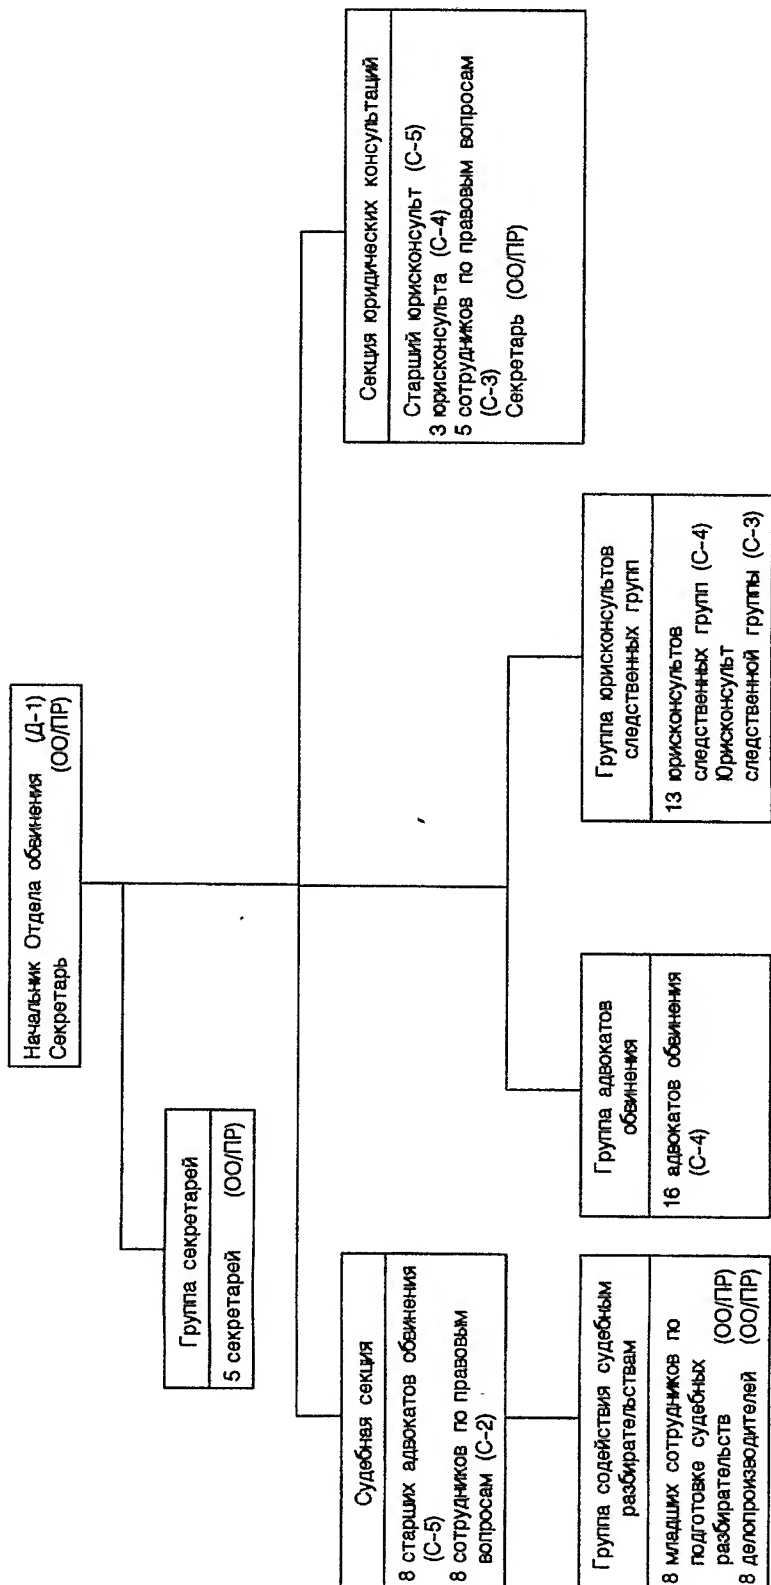 Начальник Отдела обвинения (Д-1)
Секретарь (ОО/ПР)
Группа секретарей
5 секретарей (ОО/ПР)
Судебная секция
8 старших адвокатов обвинения
(С-5)
8 сотрудников по правовым
вопросам (С-2)
Секция юридических консультаций
Старший юрисконсульт (С-5)
3 юрисконсульта (С-4)
5 сотрудников по правовым вопросам
(С-3)
Секретарь (ОО/ПР)
Группа содействия судебным
разбирательствам
8 младших сотрудников по
подготовке судебных
разбирательств (ОО/ПР)
8 делопроизводителей (ОО/ПР)
Группа адвокатов
обвинения
16 адвокатов обвинения
(С-4)
Группа юрисконсультов
следственных групп
13 юрисконсультов
следственных групп (С-4)
Юрисконсульт
следственной группы (С-3)